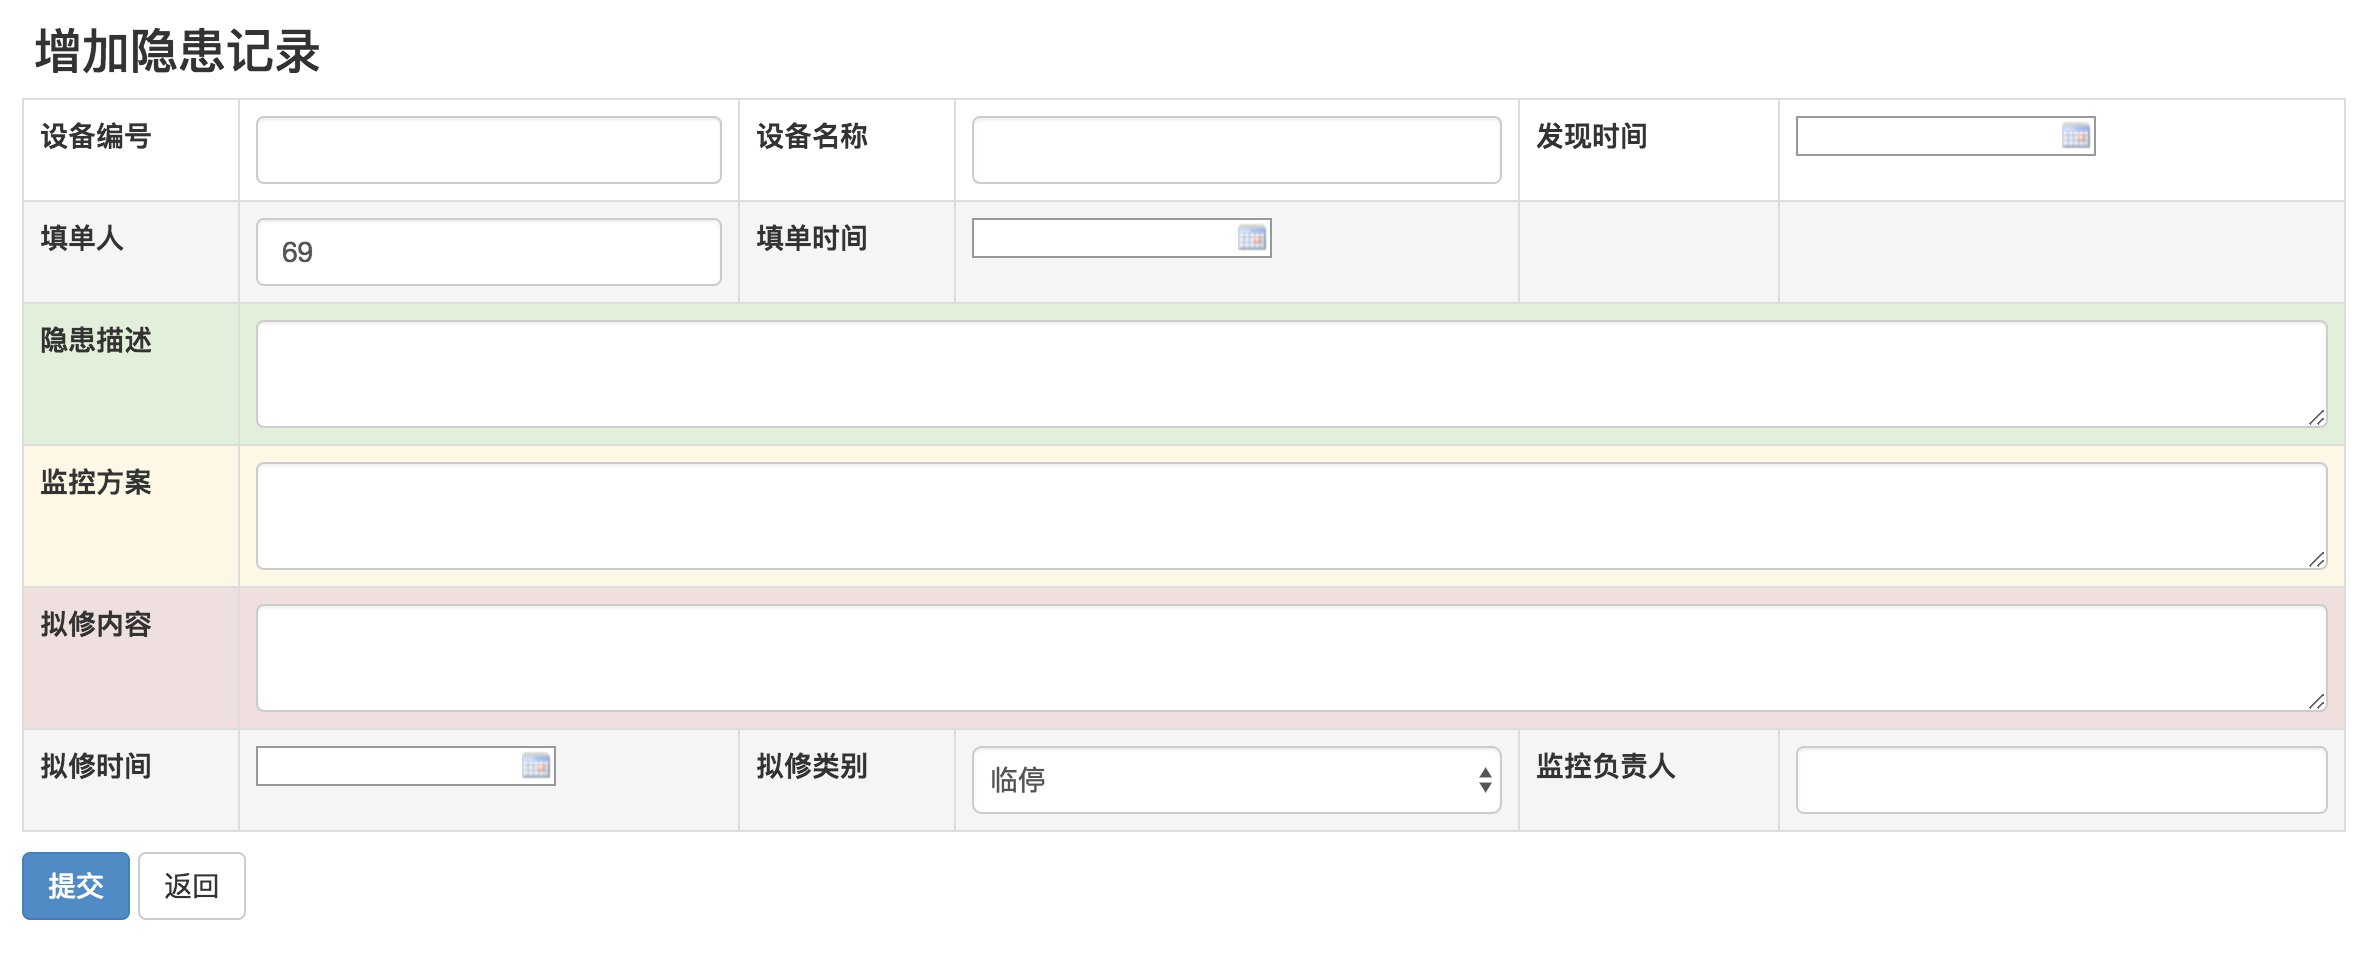 增加隐患记录
设备编号 设备名称 发现时间
填单人 69 填单时间
隐患描述
监控方案
拟修内容
拟修时间 拟修类别 临停 监控负责人
提交 返回